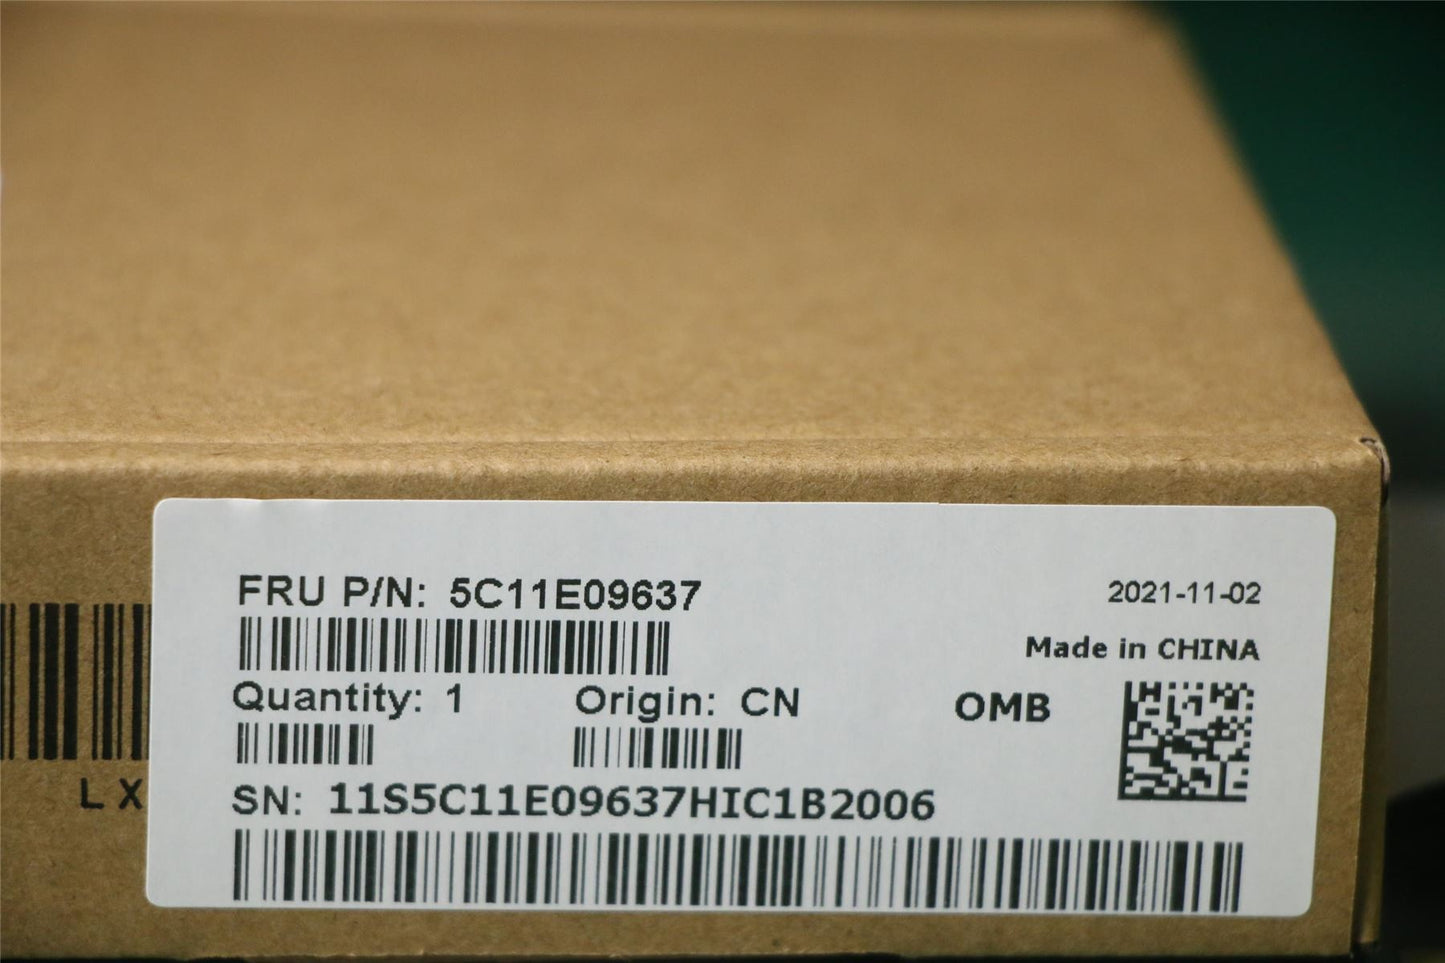 FRU P/N: 5C11E09637
2021-11-02
Made in CHINA
Quantity: 1 Origin: CN OMB
SN: 11S5C11E09637HIC1B2006
LX